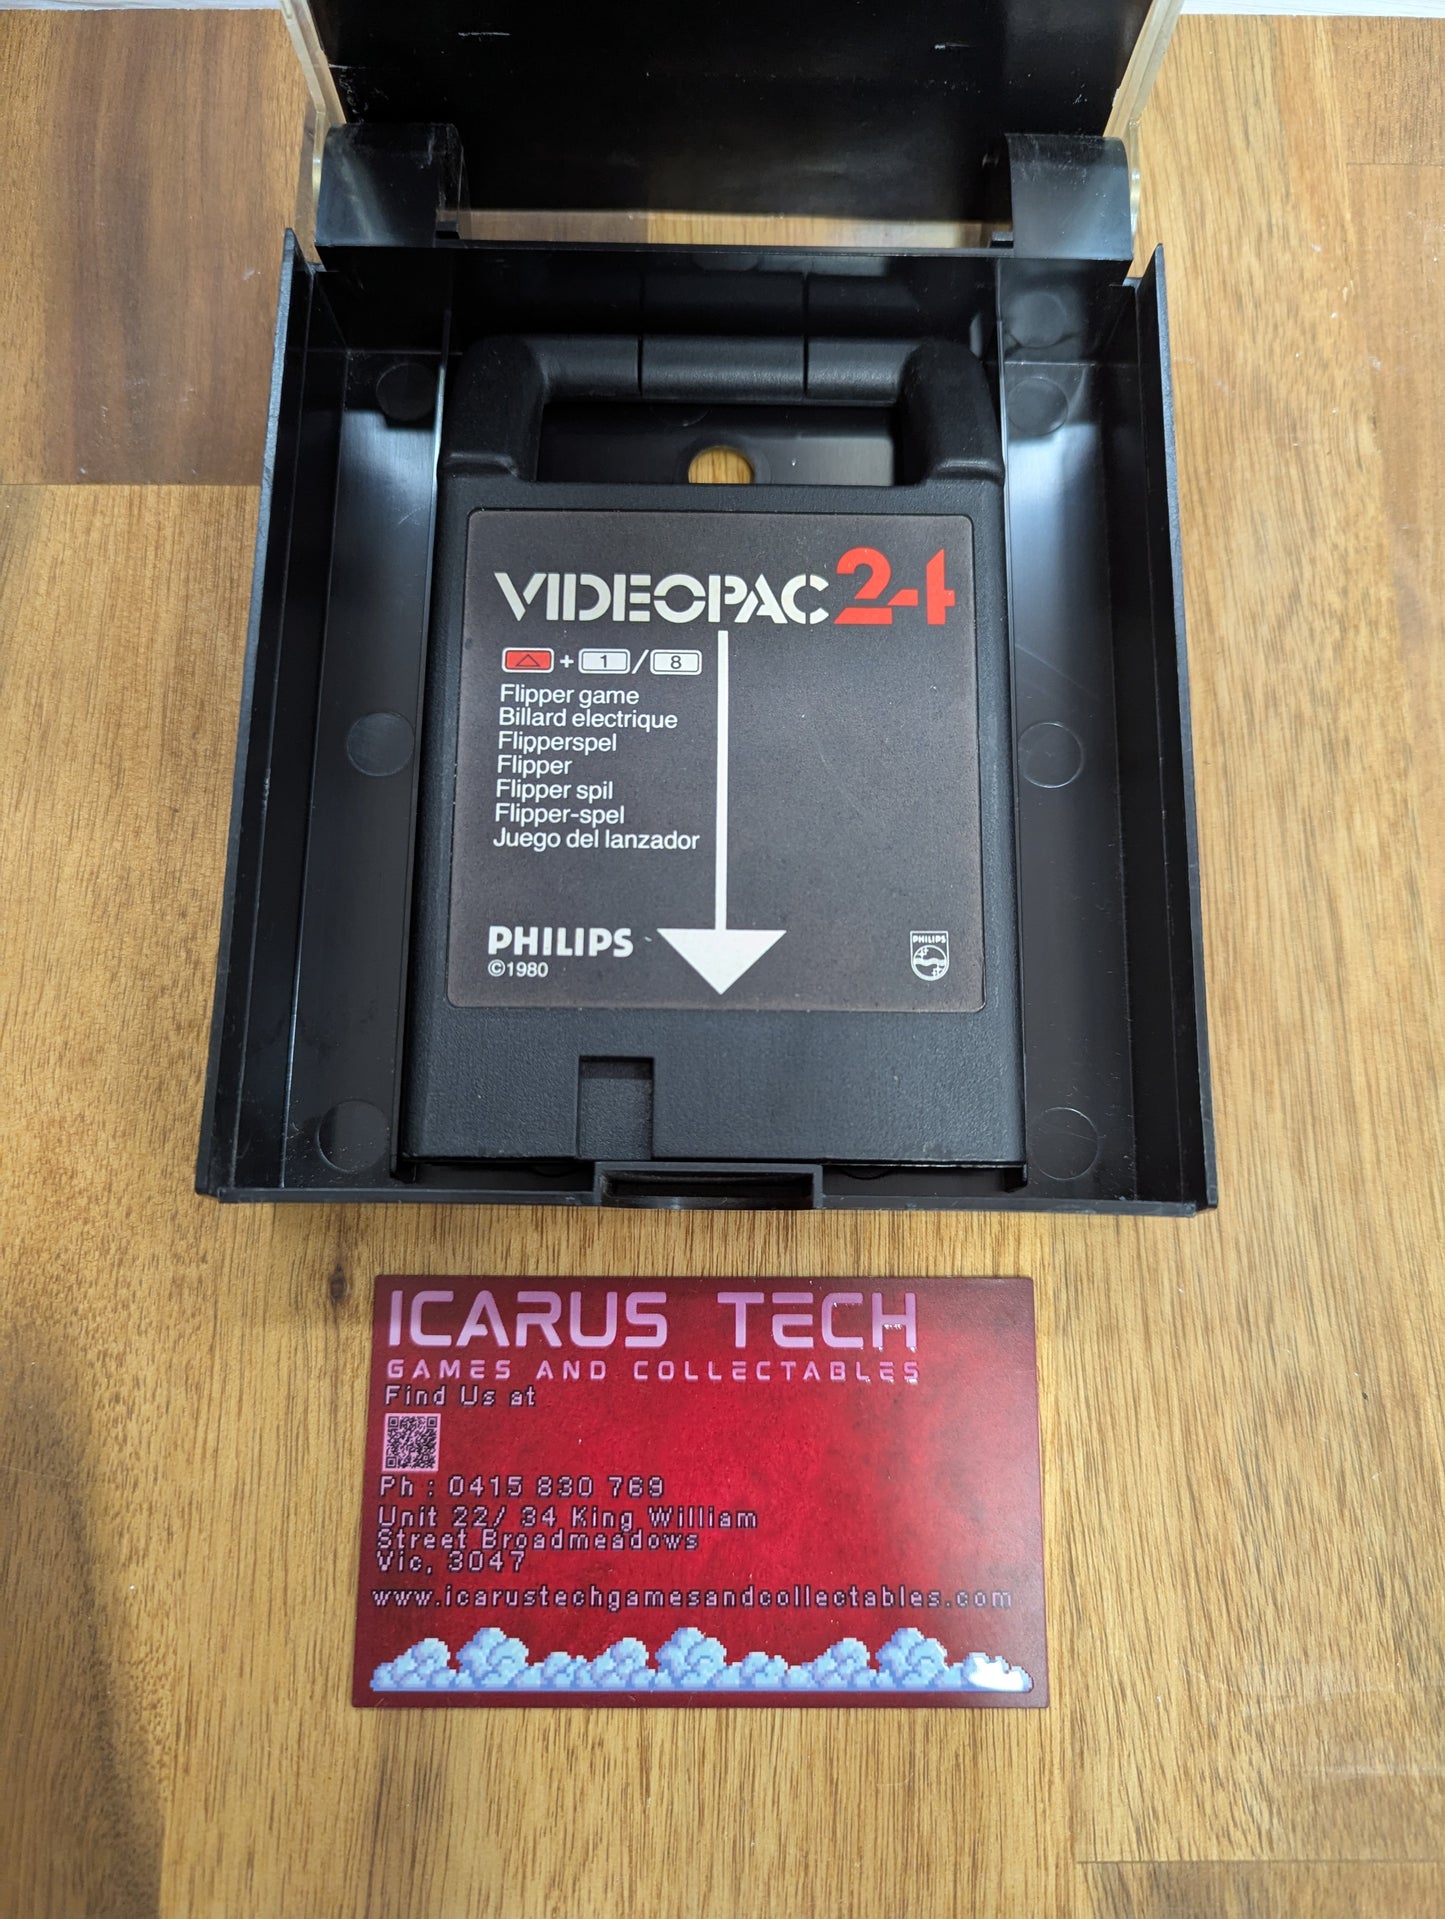 VIDEOPAC 24
+ 1 / 8
Flipper game
Billard electrique
Flipperspel
Flipper
Flipper spil
Flipper-spel
Juego del lanzador
PHILIPS
©1980
PHILIPS
ICARUS TECH
GAMES AND COLLECTABLES
Find Us at
Ph : 0415 830 769
Unit 22/ 34 King William
Street Broadmeadows
Vic, 3047
www.icarustechgamesandcollectables.com